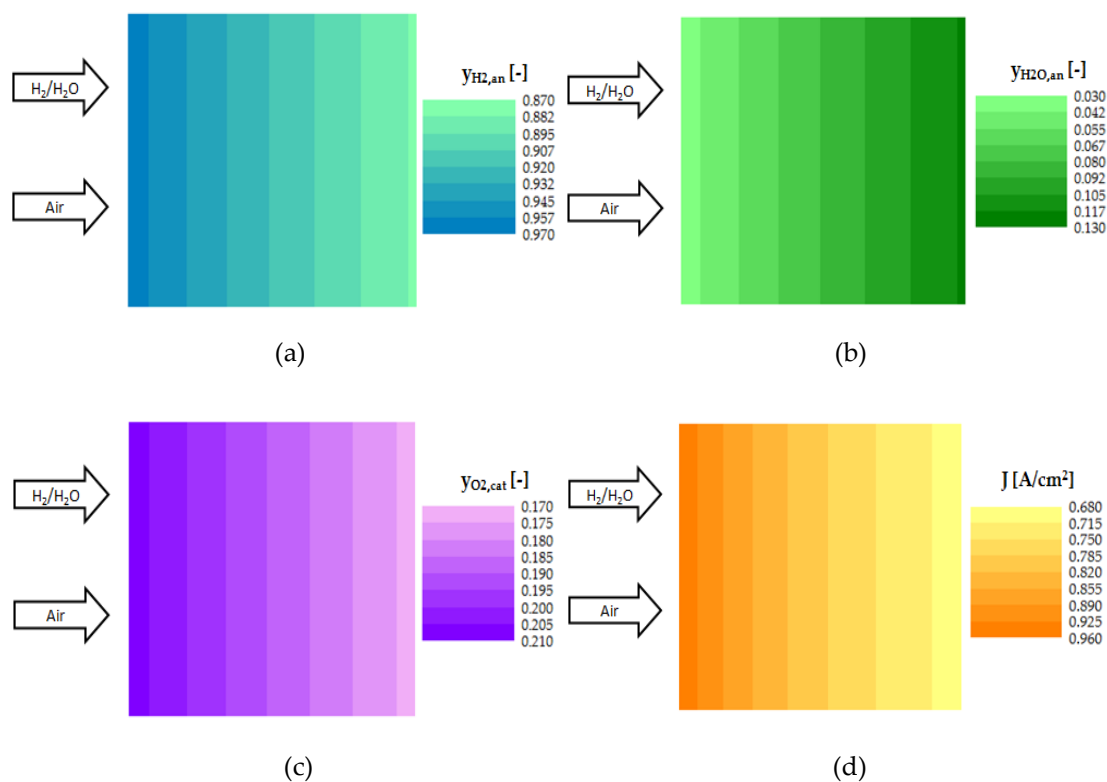 y_H2,an [-]
H₂/H₂O
Air
0.870
0.882
0.895
0.907
0.920
0.932
0.945
0.957
0.970
(a)
y_H2O,an [-]
H₂/H₂O
Air
0.030
0.042
0.055
0.067
0.080
0.092
0.105
0.117
0.130
(b)
y_O2,cat [-]
H₂/H₂O
Air
0.170
0.175
0.180
0.185
0.190
0.195
0.200
0.205
0.210
(c)
J [A/cm²]
H₂/H₂O
Air
0.680
0.715
0.750
0.785
0.820
0.855
0.890
0.925
0.960
(d)